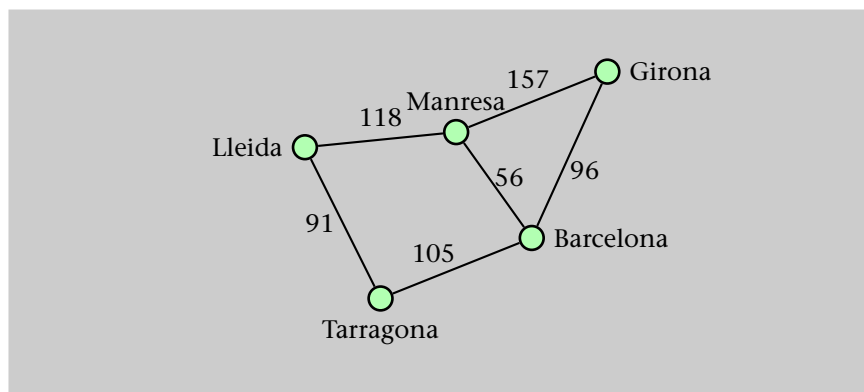 157
Girona
Manresa
118
Lleida
56
96
91
Barcelona
105
Tarragona